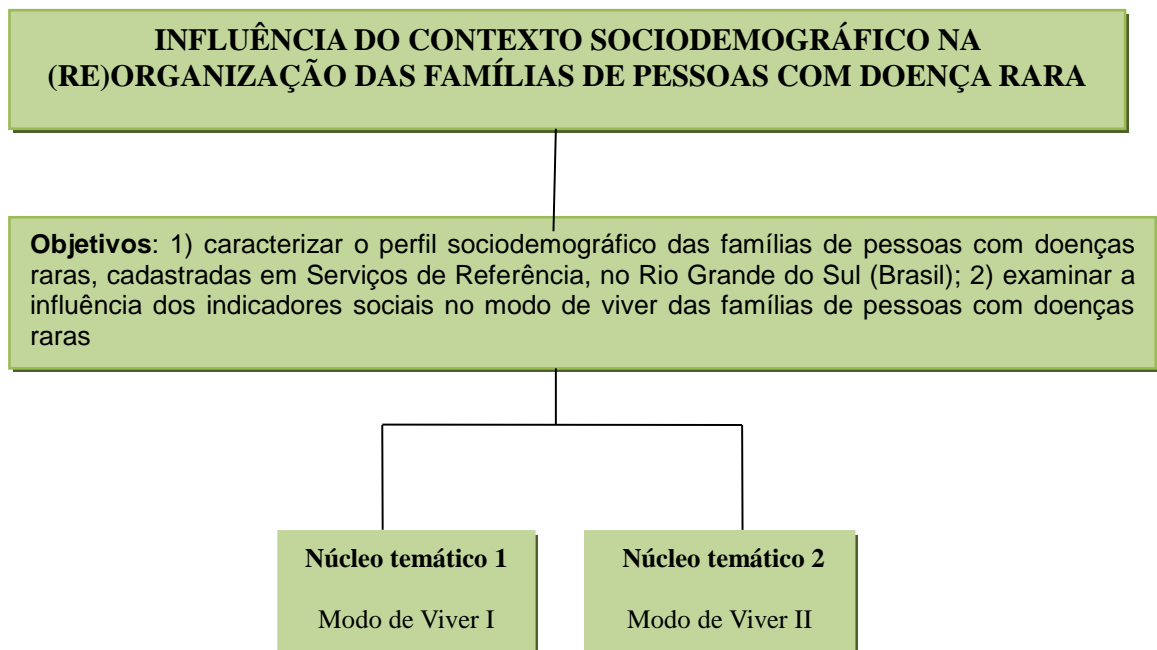 INFLUÊNCIA DO CONTEXTO SOCIODEMOGRÁFICO NA
(RE)ORGANIZAÇÃO DAS FAMÍLIAS DE PESSOAS COM DOENÇA RARA
Objetivos: 1) caracterizar o perfil sociodemográfico das famílias de pessoas com doenças
raras, cadastradas em Serviços de Referência, no Rio Grande do Sul (Brasil); 2) examinar a
influência dos indicadores sociais no modo de viver das famílias de pessoas com doenças
raras
Núcleo temático 1
Modo de Viver I
Núcleo temático 2
Modo de Viver II